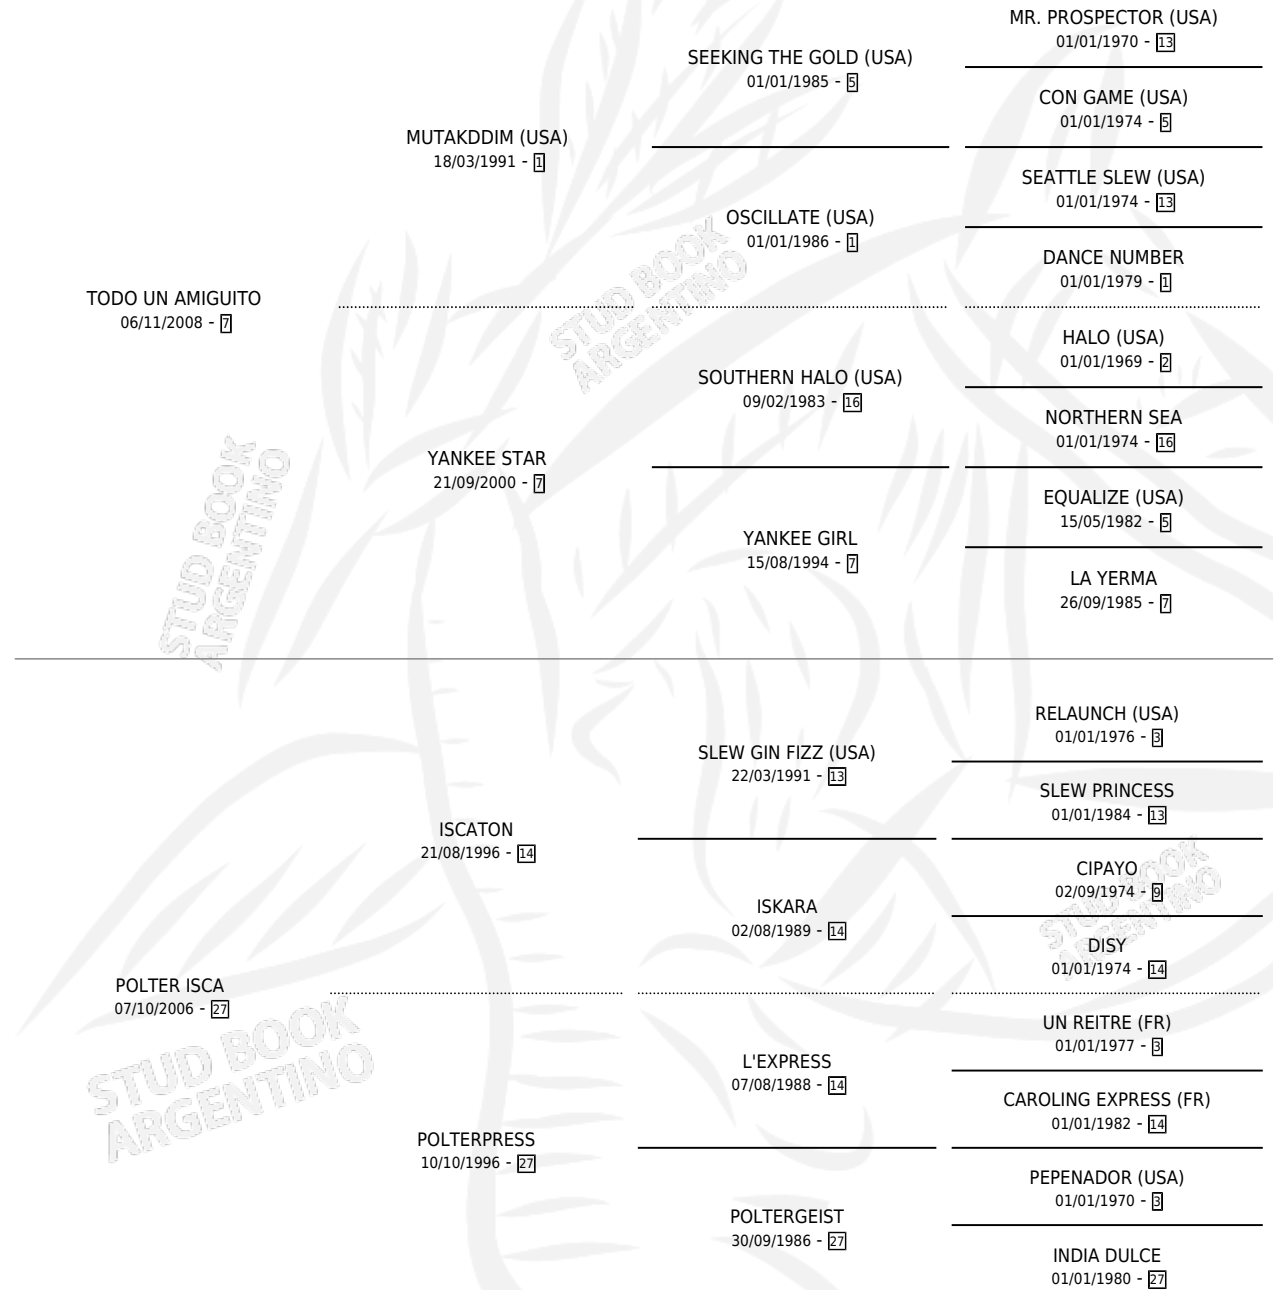 MR. PROSPECTOR (USA)
01/01/1970 - 13
SEEKING THE GOLD (USA)
01/01/1985 - 5
CON GAME (USA)
01/01/1974 - 5
MUTAKDDIM (USA)
18/03/1991 - 1
SEATTLE SLEW (USA)
01/01/1974 - 13
OSCILLATE (USA)
01/01/1986 - 1
DANCE NUMBER
01/01/1979 - 1
TODO UN AMIGUITO
06/11/2008 - 7
HALO (USA)
01/01/1969 - 2
SOUTHERN HALO (USA)
09/02/1983 - 16
NORTHERN SEA
01/01/1974 - 16
YANKEE STAR
21/09/2000 - 7
EQUALIZE (USA)
15/05/1982 - 5
YANKEE GIRL
15/08/1994 - 7
LA YERMA
26/09/1985 - 7
STUD BOOK
ARGENTINO
STUD BOOK
ARGENTINO
RELAUNCH (USA)
01/01/1976 - 3
SLEW GIN FIZZ (USA)
22/03/1991 - 13
SLEW PRINCESS
01/01/1984 - 13
ISCATON
21/08/1996 - 14
CIPAYO
02/09/1974 - 9
ISKARA
02/08/1989 - 14
DISY
01/01/1974 - 14
POLTER ISCA
07/10/2006 - 27
UN REITRE (FR)
01/01/1977 - 3
L'EXPRESS
07/08/1988 - 14
CAROLING EXPRESS (FR)
01/01/1982 - 14
POLTERPRESS
10/10/1996 - 27
PEPENADOR (USA)
01/01/1970 - 3
POLTERGEIST
30/09/1986 - 27
INDIA DULCE
01/01/1980 - 27
STUD BOOK
ARGENTINO
STUD BOOK
ARGENTINO